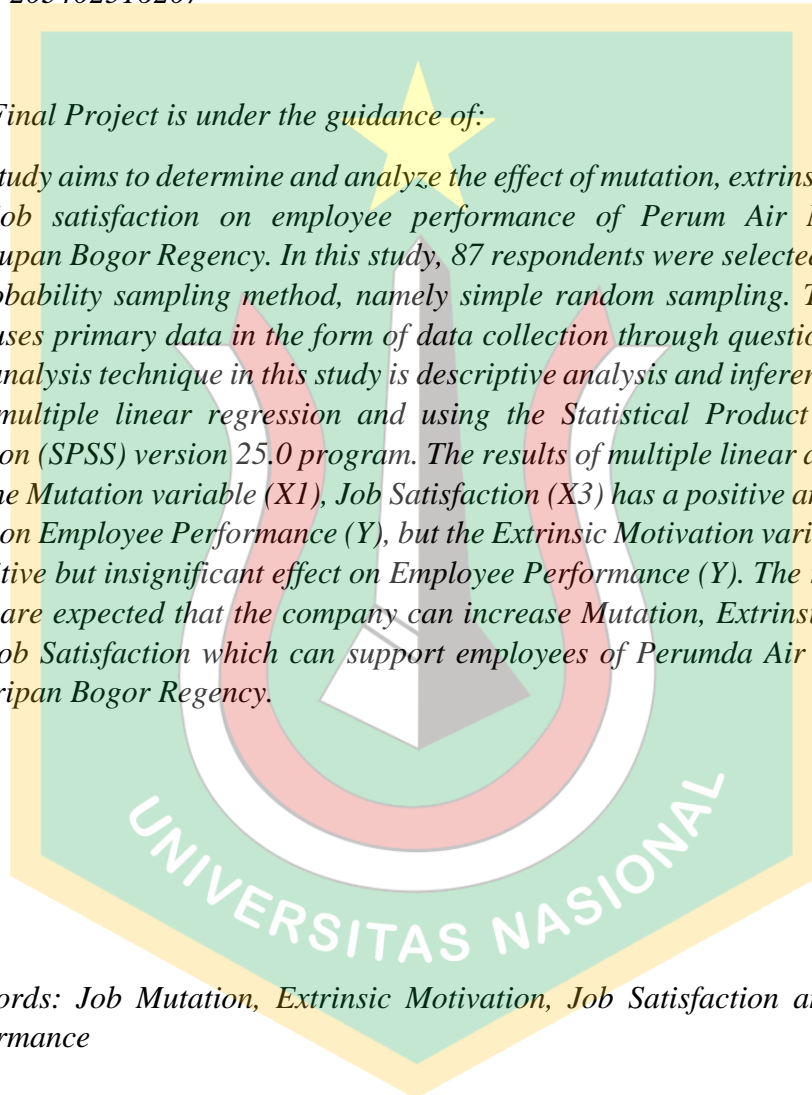 Final Project is under the guidance of:
tudy aims to determine and analyze the effect of mutation, extrins
ob satisfaction on employee performance of Perum Air
upan Bogor Regency. In this study, 87 respondents were selected
obability sampling method, namely simple random sampling. T
uses primary data in the form of data collection through questio
analysis technique in this study is descriptive analysis and inferen
multiple linear regression and using the Statistical Product
on (SPSS) version 25.0 program. The results of multiple linear a
he Mutation variable (X1), Job Satisfaction (X3) has a positive an
on Employee Performance (Y), but the Extrinsic Motivation vari
itive but insignificant effect on Employee Performance (Y). The
are expected that the company can increase Mutation, Extrinsi
ob Satisfaction which can support employees of Perumda Air
ripan Bogor Regency.
UNIVERSITAS NASIONAL
ords: Job Mutation, Extrinsic Motivation, Job Satisfaction an
rmance